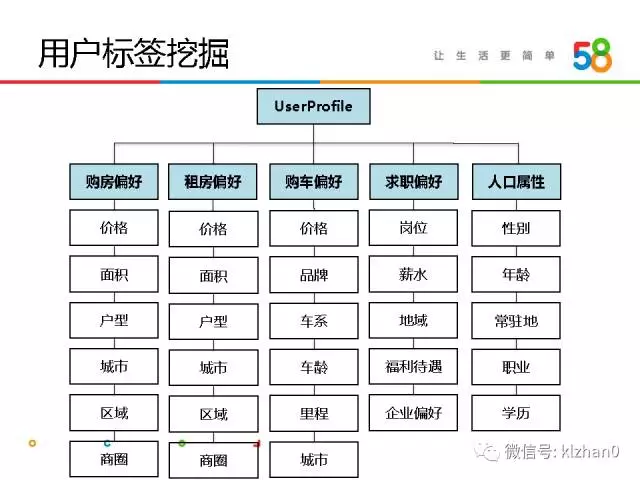 用户标签挖掘
让生活更简单 58
UserProfile
购房偏好 租房偏好 购车偏好 求职偏好 人口属性
价格 价格 价格 岗位 性别
面积 面积 品牌 薪水 年龄
户型 户型 车系 地域 常驻地
城市 城市 车龄 福利待遇 职业
区域 区域 里程 企业偏好 学历
商圈 商圈 城市
微信号: klzhan0